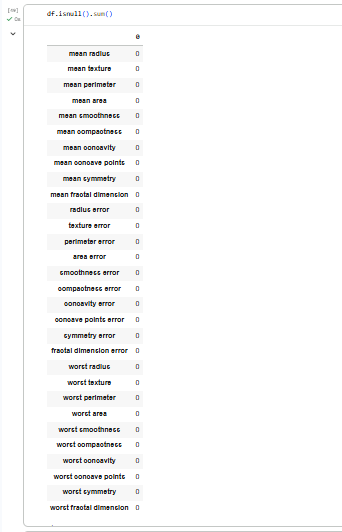 df.isnull().sum()
0s
0
mean radius 0
mean texture 0
mean perimeter 0
mean area 0
mean smoothness 0
mean compactness 0
mean concavity 0
mean concave points 0
mean symmetry 0
mean fractal dimension 0
radius error 0
texture error 0
perimeter error 0
area error 0
smoothness error 0
compactness error 0
concavity error 0
concave points error 0
symmetry error 0
fractal dimension error 0
worst radius 0
worst texture 0
worst perimeter 0
worst area 0
worst smoothness 0
worst compactness 0
worst concavity 0
worst concave points 0
worst symmetry 0
worst fractal dimension 0